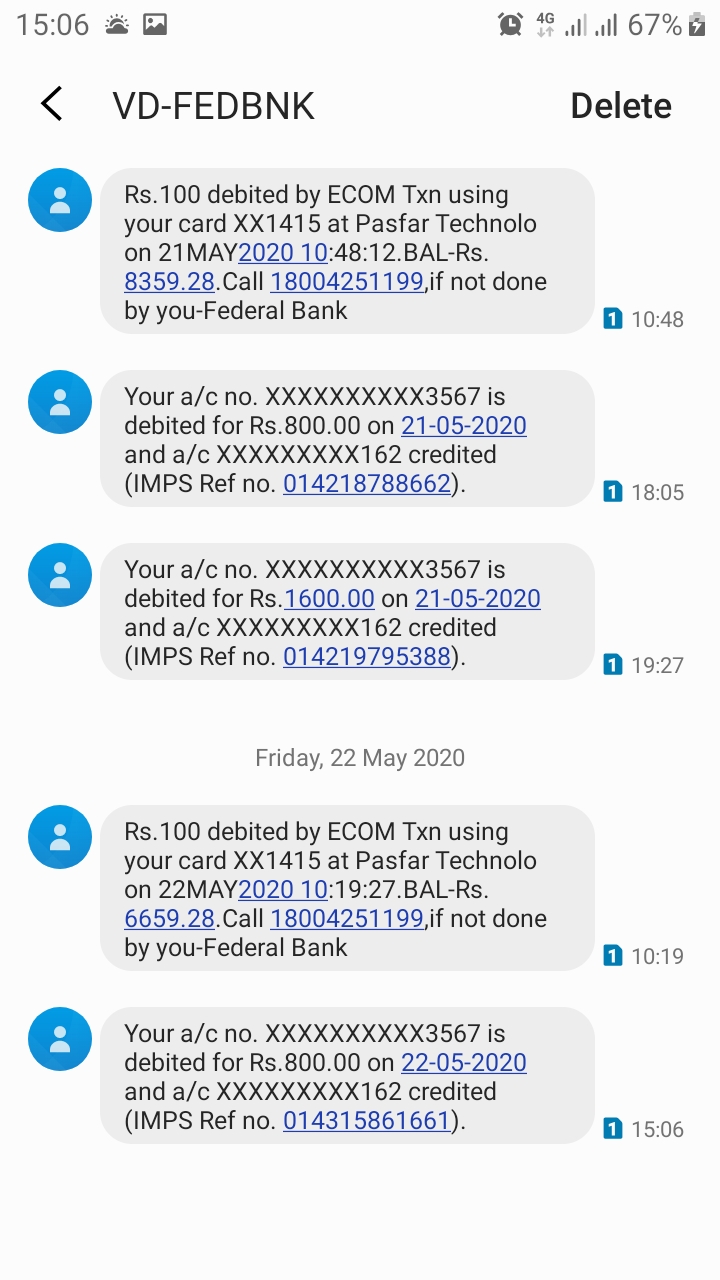 15:06
4G
67%
VD-FEDBNK
Delete
Rs.100 debited by ECOM Txn using
your card XX1415 at Pasfar Technolo
on 21MAY2020 10:48:12.BAL-Rs.
8359.28.Call 18004251199,if not done
by you-Federal Bank
1 10:48
Your a/c no. XXXXXXXXXX3567 is
debited for Rs.800.00 on 21-05-2020
and a/c XXXXXXXXX162 credited
(IMPS Ref no. 014218788662).
1 18:05
Your a/c no. XXXXXXXXXX3567 is
debited for Rs.1600.00 on 21-05-2020
and a/c XXXXXXXXX162 credited
(IMPS Ref no. 014219795388).
1 19:27
Friday, 22 May 2020
Rs.100 debited by ECOM Txn using
your card XX1415 at Pasfar Technolo
on 22MAY2020 10:19:27.BAL-Rs.
6659.28.Call 18004251199,if not done
by you-Federal Bank
1 10:19
Your a/c no. XXXXXXXXXX3567 is
debited for Rs.800.00 on 22-05-2020
and a/c XXXXXXXXX162 credited
(IMPS Ref no. 014315861661).
1 15:06